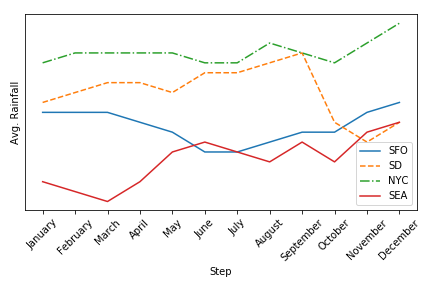 Avg. Rainfall
SFO
SD
NYC
SEA
January
February
March
April
May
June
July
August
September
October
November
December
Step